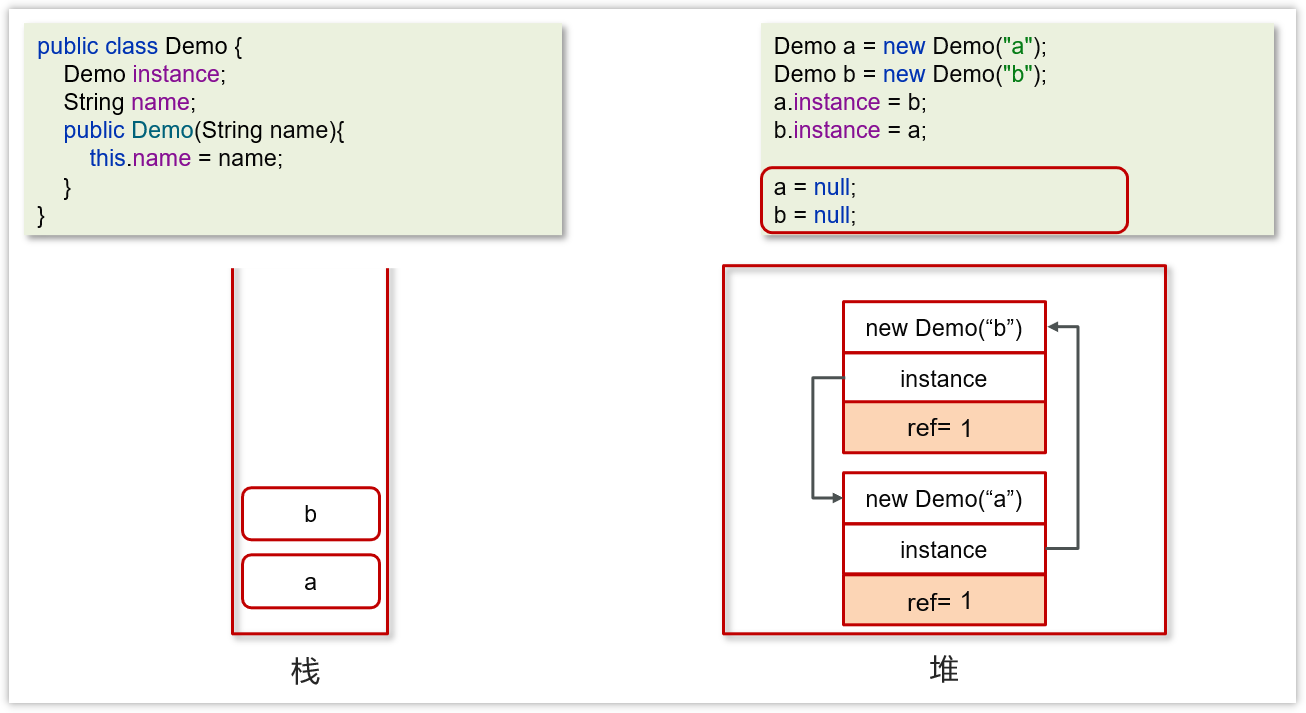 public class Demo {
Demo instance;
String name;
public Demo(String name){
this.name = name;
}
}
Demo a = new Demo("a");
Demo b = new Demo("b");
a.instance = b;
b.instance = a;
a = null;
b = null;
b
a
栈
new Demo(“b”)
instance
ref= 1
new Demo(“a”)
instance
ref= 1
堆